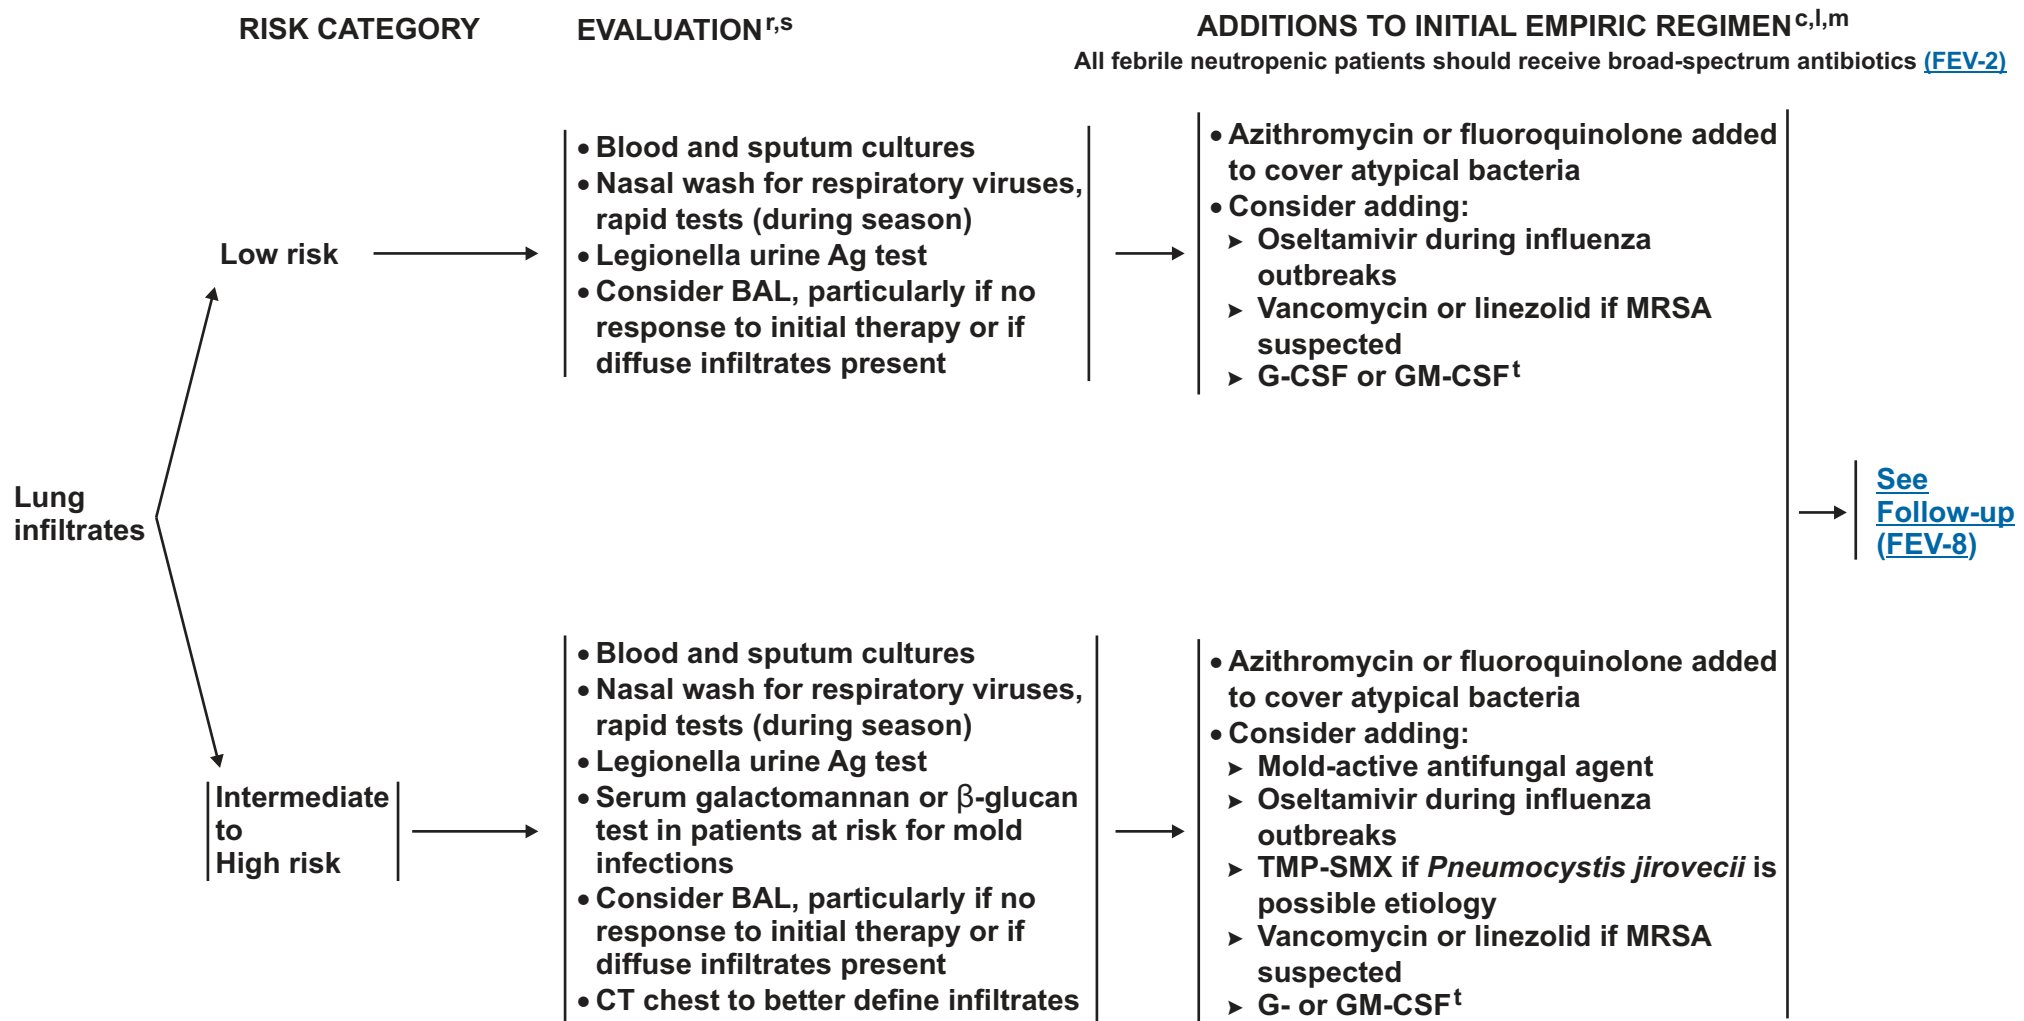 RISK CATEGORY
EVALUATION r,s
ADDITIONS TO INITIAL EMPIRIC REGIMEN c,l,m
All febrile neutropenic patients should receive broad-spectrum antibiotics (FEV-2)
Lung
infiltrates
Low risk
• Blood and sputum cultures
• Nasal wash for respiratory viruses,
rapid tests (during season)
• Legionella urine Ag test
• Consider BAL, particularly if no
response to initial therapy or if
diffuse infiltrates present
• Azithromycin or fluoroquinolone added
to cover atypical bacteria
• Consider adding:
➤ Oseltamivir during influenza
outbreaks
➤ Vancomycin or linezolid if MRSA
suspected
➤ G-CSF or GM-CSF t
Intermediate
to
High risk
• Blood and sputum cultures
• Nasal wash for respiratory viruses,
rapid tests (during season)
• Legionella urine Ag test
• Serum galactomannan or β-glucan
test in patients at risk for mold
infections
• Consider BAL, particularly if no
response to initial therapy or if
diffuse infiltrates present
• CT chest to better define infiltrates
• Azithromycin or fluoroquinolone added
to cover atypical bacteria
• Consider adding:
➤ Mold-active antifungal agent
➤ Oseltamivir during influenza
outbreaks
➤ TMP-SMX if Pneumocystis jirovecii is
possible etiology
➤ Vancomycin or linezolid if MRSA
suspected
➤ G- or GM-CSF t
See
Follow-up
(FEV-8)